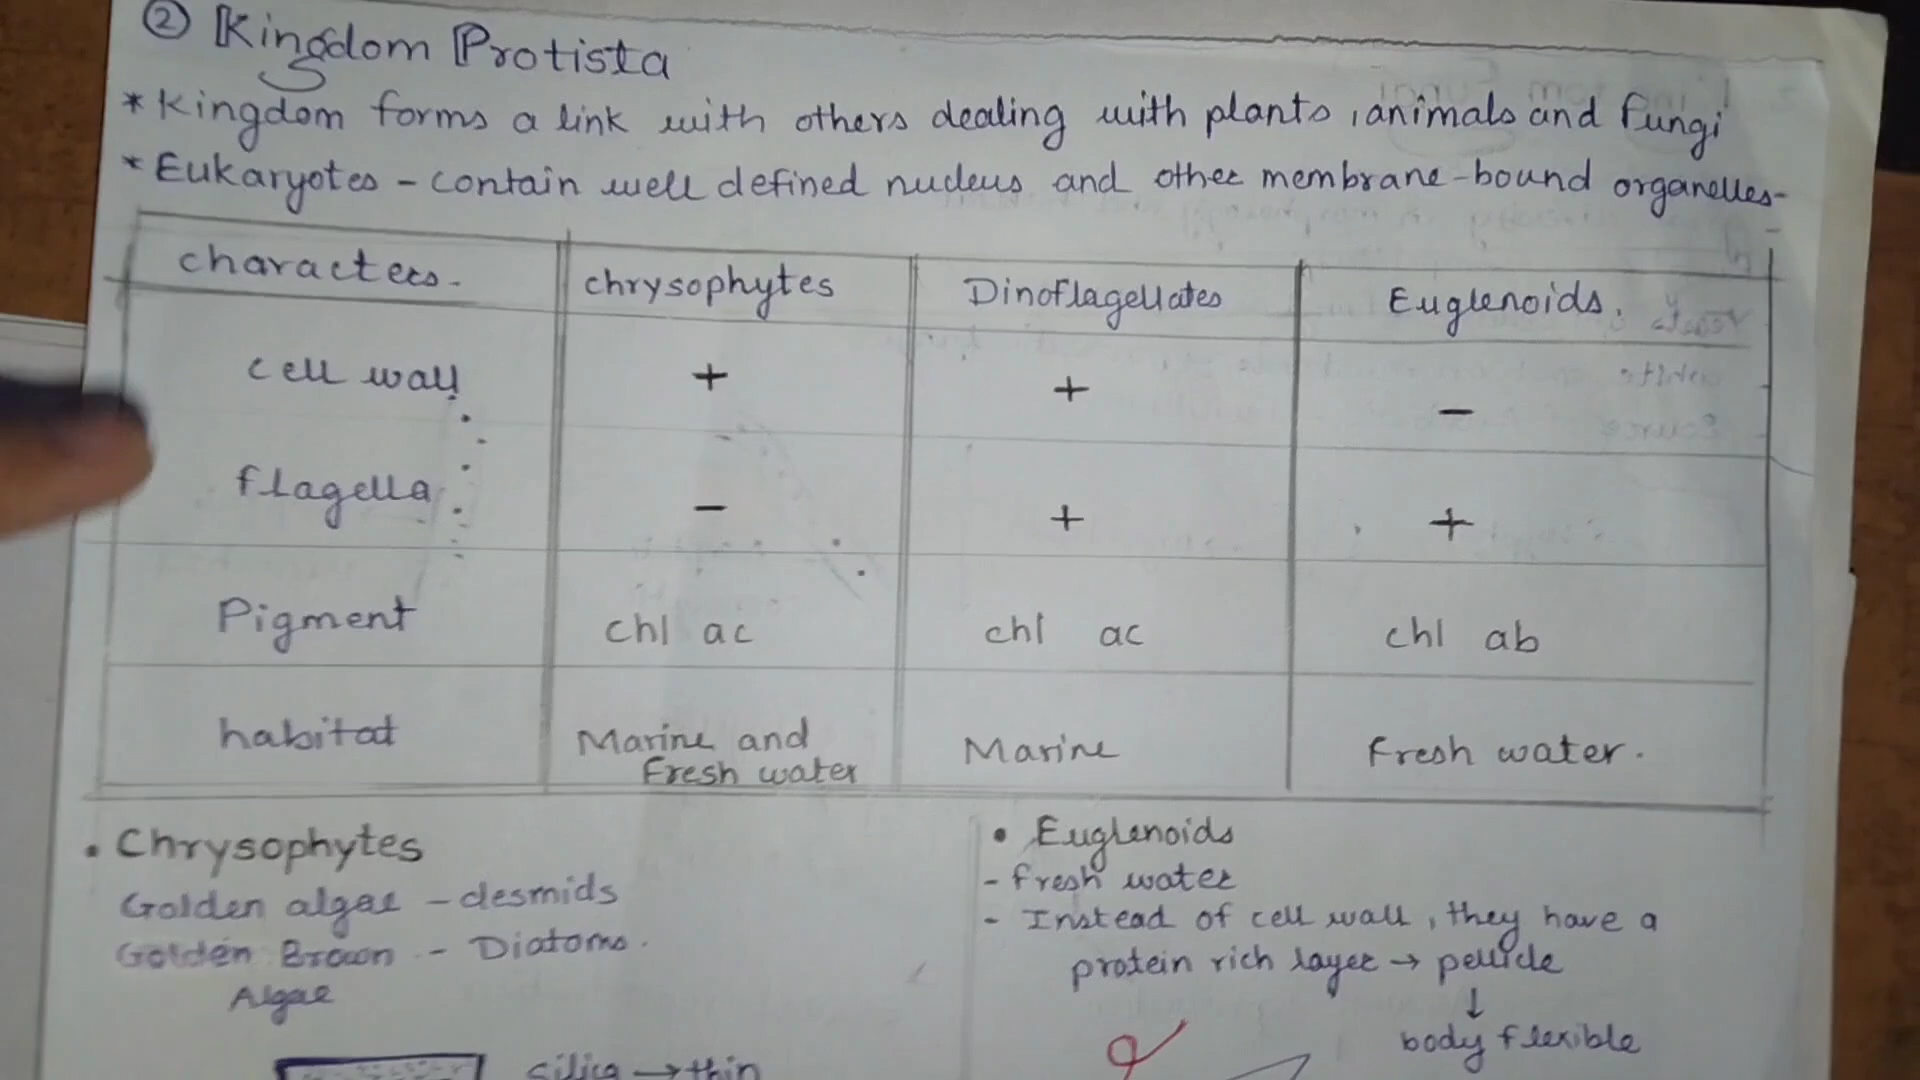 ② Kingdom Protista
* Kingdom forms a link with others dealing with plants, animals and fungi
* Eukaryotes - contain well defined nucleus and other membrane-bound organelles-
characters.
chrysophytes
Dinoflagellates
Euglenoids.
cell wall
+
+
-
flagella
-
+
+
Pigment
chl ac
chl ac
chl ab
habitat
Marine and
Fresh water
Marine
Fresh water.
• Chrysophytes
Golden algae - desmids
Golden Brown - Diatoms.
Algae
silica → thin
• Euglenoids
- fresh water
- Instead of cell wall, they have a
protein rich layer → pellicle
↓
body flexible